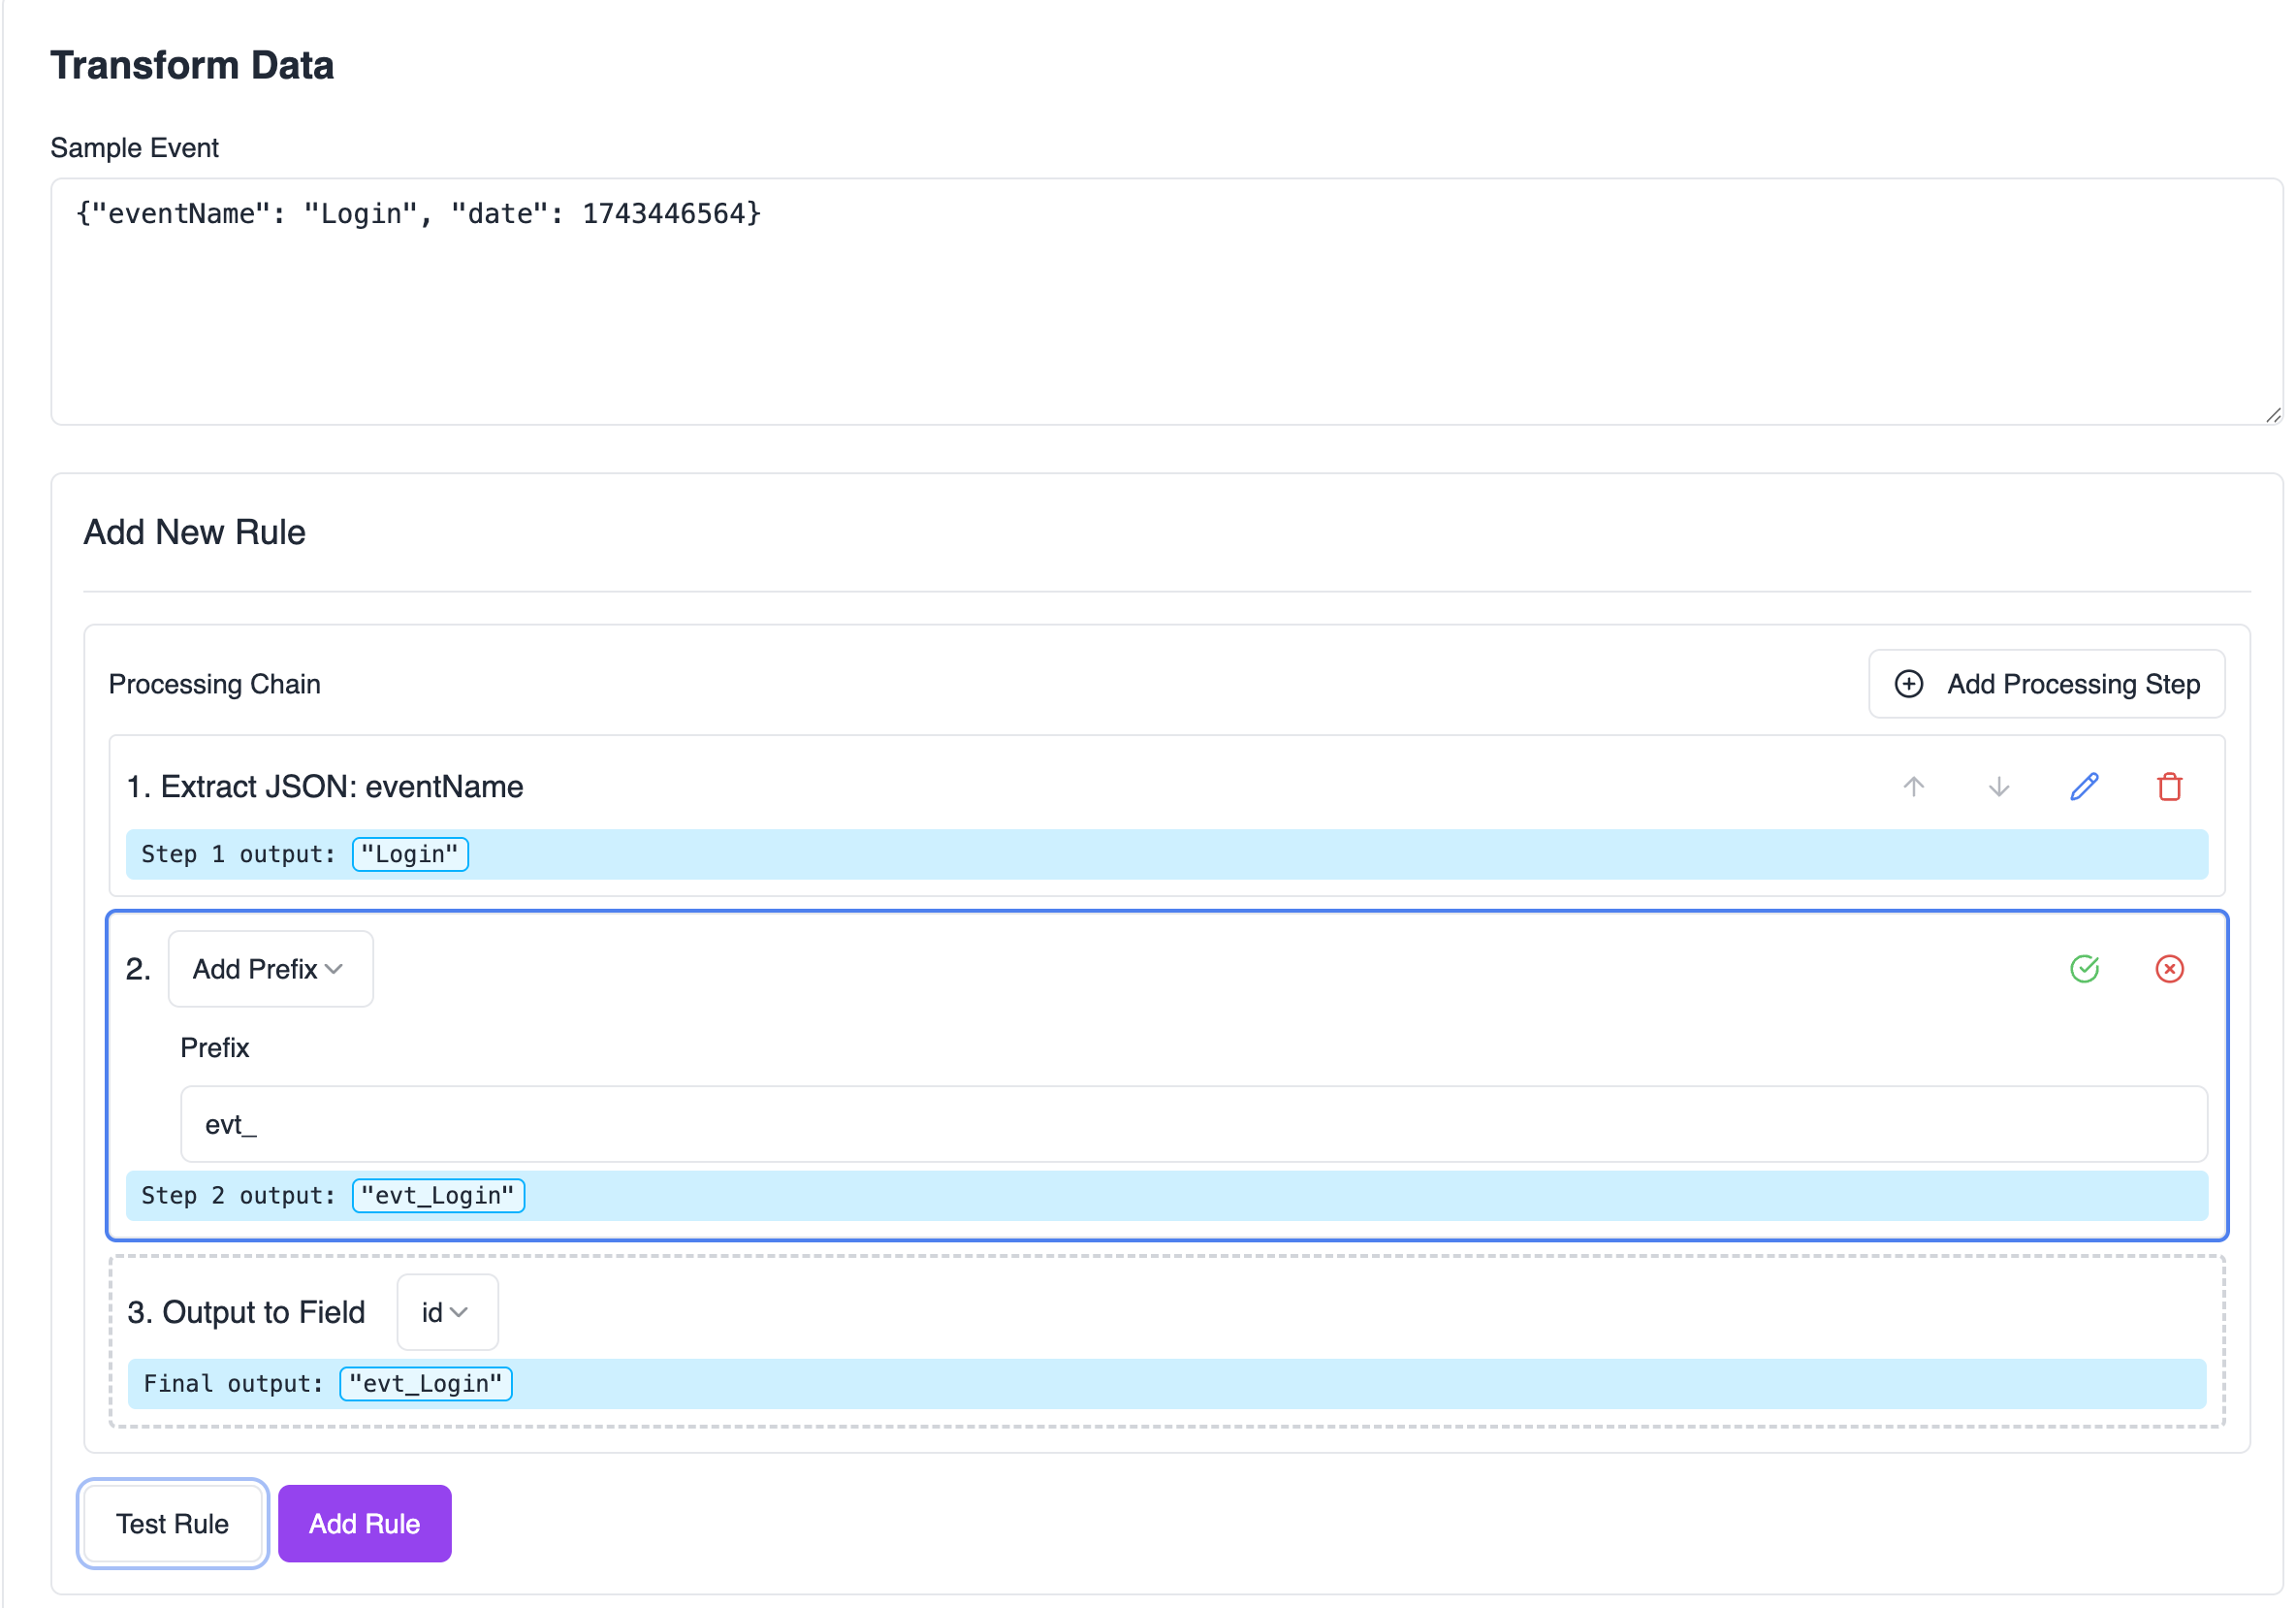 Transform Data
Sample Event
{"eventName": "Login", "date": 1743446564}
Add New Rule
Processing Chain
Add Processing Step
1. Extract JSON: eventName
Step 1 output: "Login"
2. Add Prefix
Prefix
evt_
Step 2 output: "evt_Login"
3. Output to Field id
Final output: "evt_Login"
Test Rule Add Rule